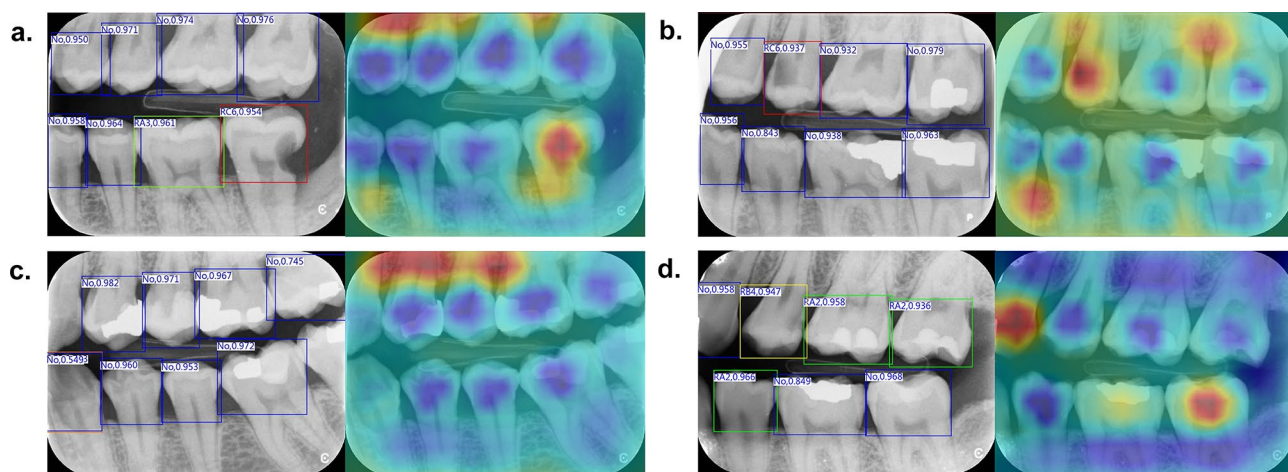 a.
No,0.950
No,0.971
No,0.974
No,0.976
No,0.958
No,0.964
RA3,0.961
RC6,0.954
Є
Є
b.
No,0.955
RC6,0.937
No,0.932
No,0.979
No,0.956
No,0.843
No,0.938
No,0.963
P
P
c.
No,0.982
No,0.971
No,0.967
No,0.745
No,0.5493
No,0.960
No,0.953
No,0.972
Є
Є
d.
No,0.958
RB4,0.947
RA2,0.958
RA2,0.936
RA2,0.966
No,0.849
No,0.968
Є
Є